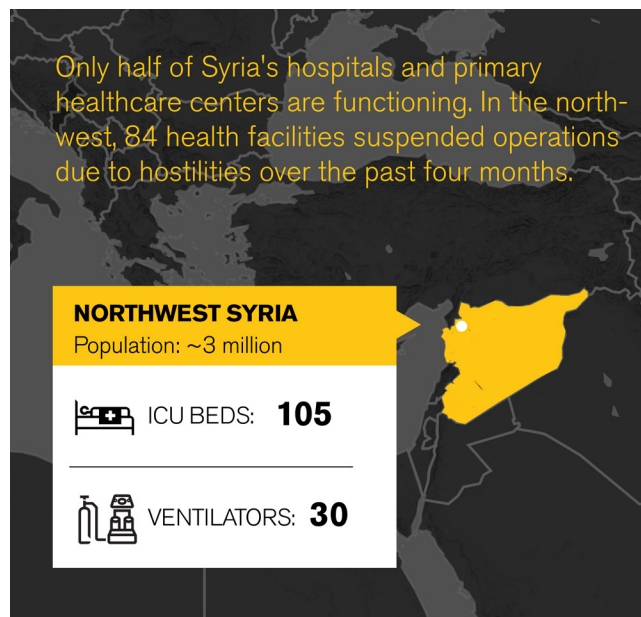 Only half of Syria's hospitals and primary
healthcare centers are functioning. In the north-
west, 84 health facilities suspended operations
due to hostilities over the past four months.
NORTHWEST SYRIA
Population: ~3 million
ICU BEDS: 105
VENTILATORS: 30